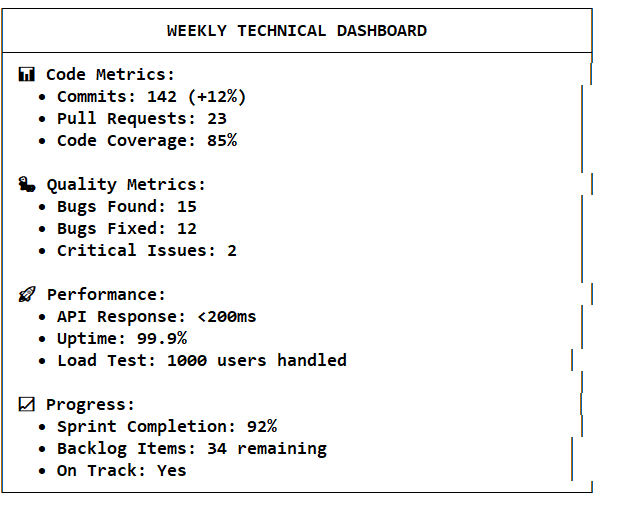 WEEKLY TECHNICAL DASHBOARD
📊 Code Metrics:
• Commits: 142 (+12%)
• Pull Requests: 23
• Code Coverage: 85%
🐛 Quality Metrics:
• Bugs Found: 15
• Bugs Fixed: 12
• Critical Issues: 2
🚀 Performance:
• API Response: <200ms
• Uptime: 99.9%
• Load Test: 1000 users handled
📈 Progress:
• Sprint Completion: 92%
• Backlog Items: 34 remaining
• On Track: Yes